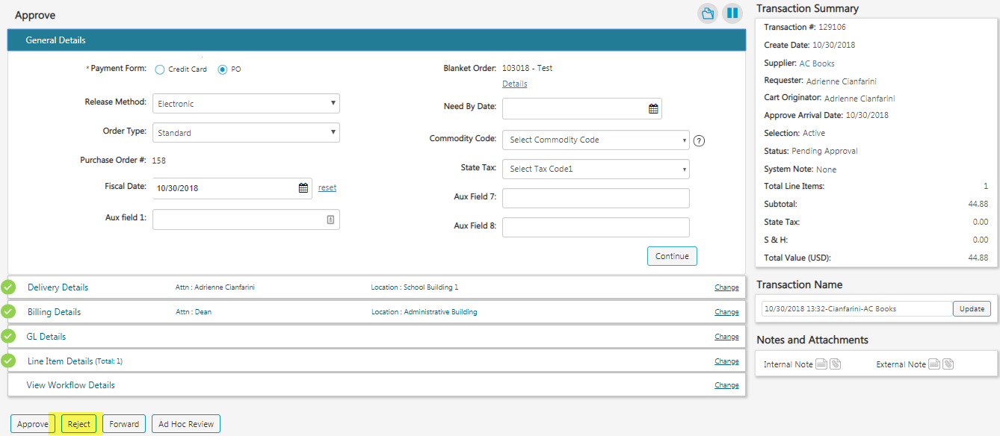 Approve
General Details
* Payment Form: Credit Card PO
Release Method: Electronic
Order Type: Standard
Purchase Order #: 158
Fiscal Date: 10/30/2018 reset
Aux field 1:
Blanket Order: 103018 - Test
Details
Need By Date:
Commodity Code: Select Commodity Code ?
State Tax: Select Tax Code1
Aux Field 7:
Aux Field 8:
Continue
Delivery Details Attn : Adrienne Cianfarini Location : School Building 1 Change
Billing Details Attn : Dean Location : Administrative Building Change
GL Details Change
Line Item Details (Total: 1) Change
View Workflow Details Change
Approve Reject Forward Ad Hoc Review
Transaction Summary
Transaction #: 129106
Create Date: 10/30/2018
Supplier: AC Books
Requester: Adrienne Cianfarini
Cart Originator: Adrienne Cianfarini
Approve Arrival Date: 10/30/2018
Selection: Active
Status: Pending Approval
System Note: None
Total Line Items: 1
Subtotal: 44.88
State Tax: 0.00
S & H: 0.00
Total Value (USD): 44.88
Transaction Name
10/30/2018 13:32-Cianfarini-AC Books Update
Notes and Attachments
Internal Note External Note